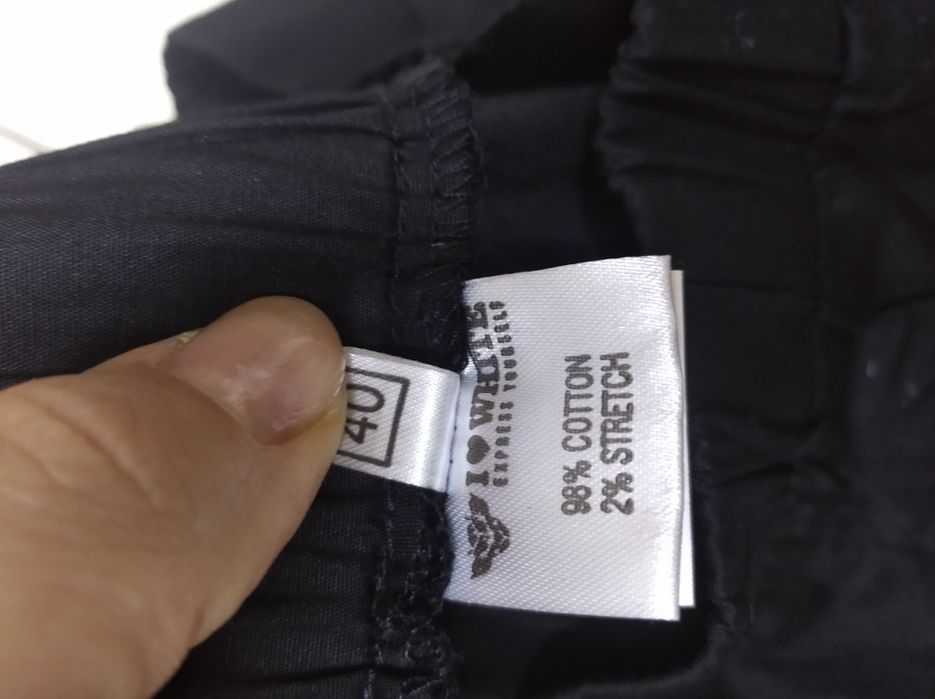 40
I ♥ WHITE
EXPRESS YOURSELF
98% COTTON
2% STRETCH